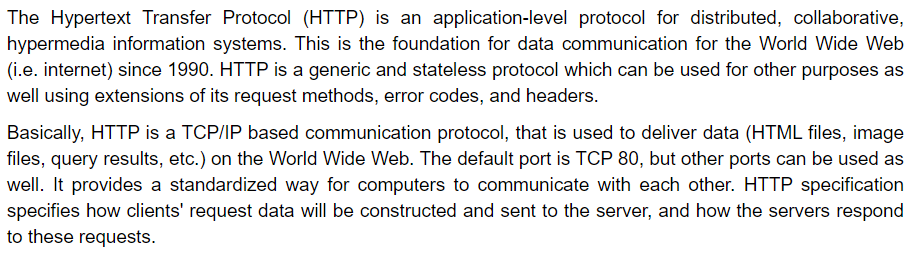 The Hypertext Transfer Protocol (HTTP) is an application-level protocol for distributed, collaborative,
hypermedia information systems. This is the foundation for data communication for the World Wide Web
(i.e. internet) since 1990. HTTP is a generic and stateless protocol which can be used for other purposes as
well using extensions of its request methods, error codes, and headers.
Basically, HTTP is a TCP/IP based communication protocol, that is used to deliver data (HTML files, image
files, query results, etc.) on the World Wide Web. The default port is TCP 80, but other ports can be used as
well. It provides a standardized way for computers to communicate with each other. HTTP specification
specifies how clients' request data will be constructed and sent to the server, and how the servers respond
to these requests.